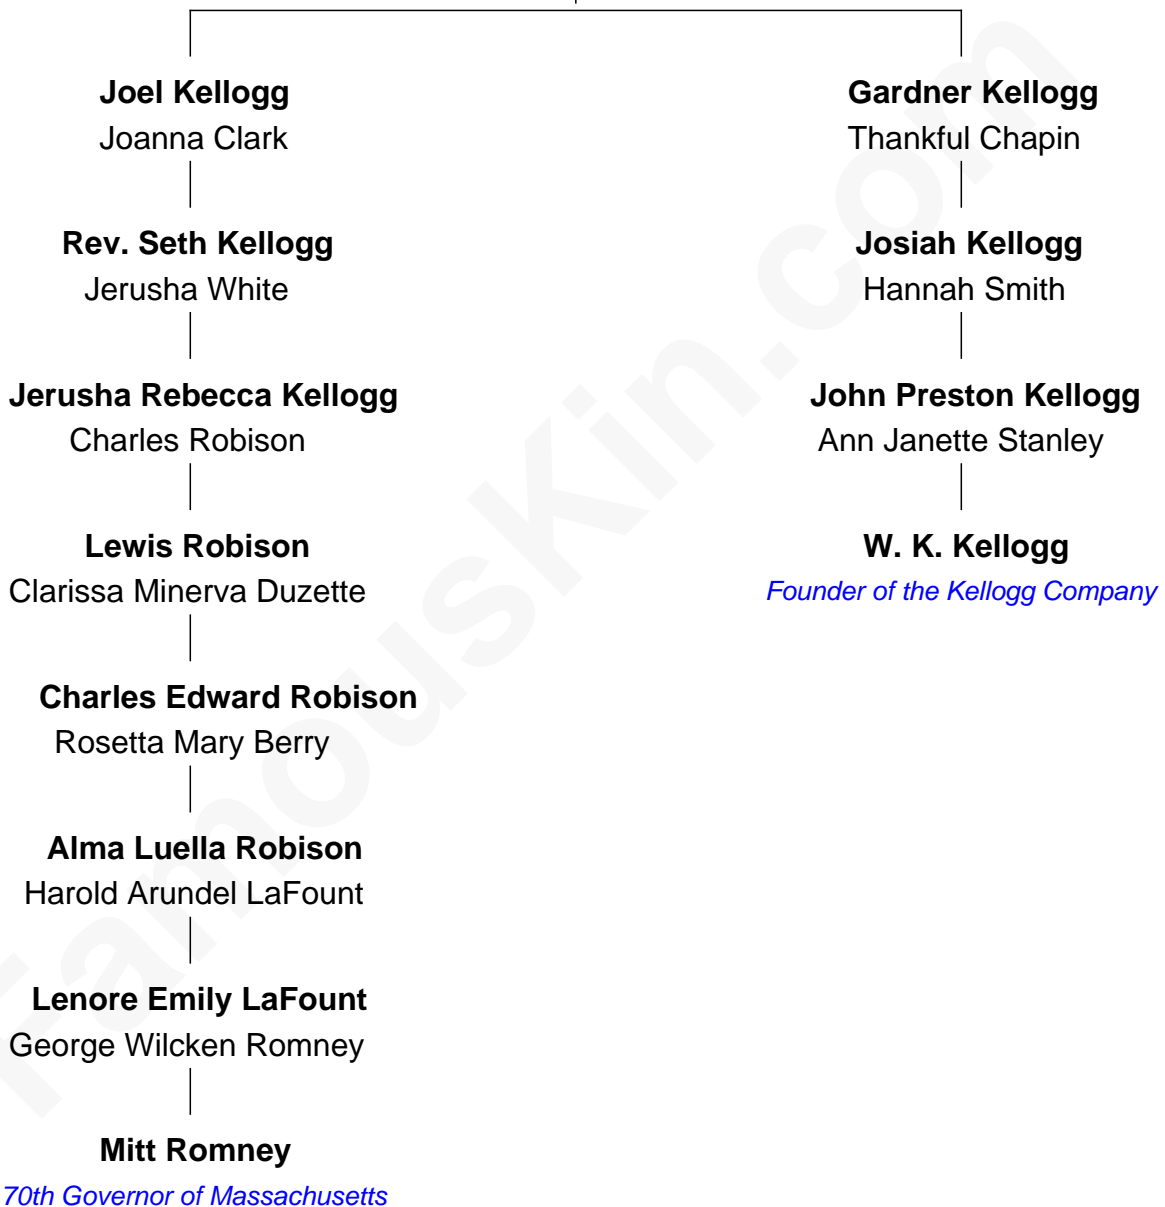 Joel Kellogg
Joanna Clark
Gardner Kellogg
Thankful Chapin
Rev. Seth Kellogg
Jerusha White
Josiah Kellogg
Hannah Smith
Jerusha Rebecca Kellogg
Charles Robison
John Preston Kellogg
Ann Janette Stanley
Lewis Robison
Clarissa Minerva Duzette
W. K. Kellogg
Founder of the Kellogg Company
Charles Edward Robison
Rosetta Mary Berry
Alma Luella Robison
Harold Arundel LaFount
Lenore Emily LaFount
George Wilcken Romney
Mitt Romney
70th Governor of Massachusetts
FamousKin.com